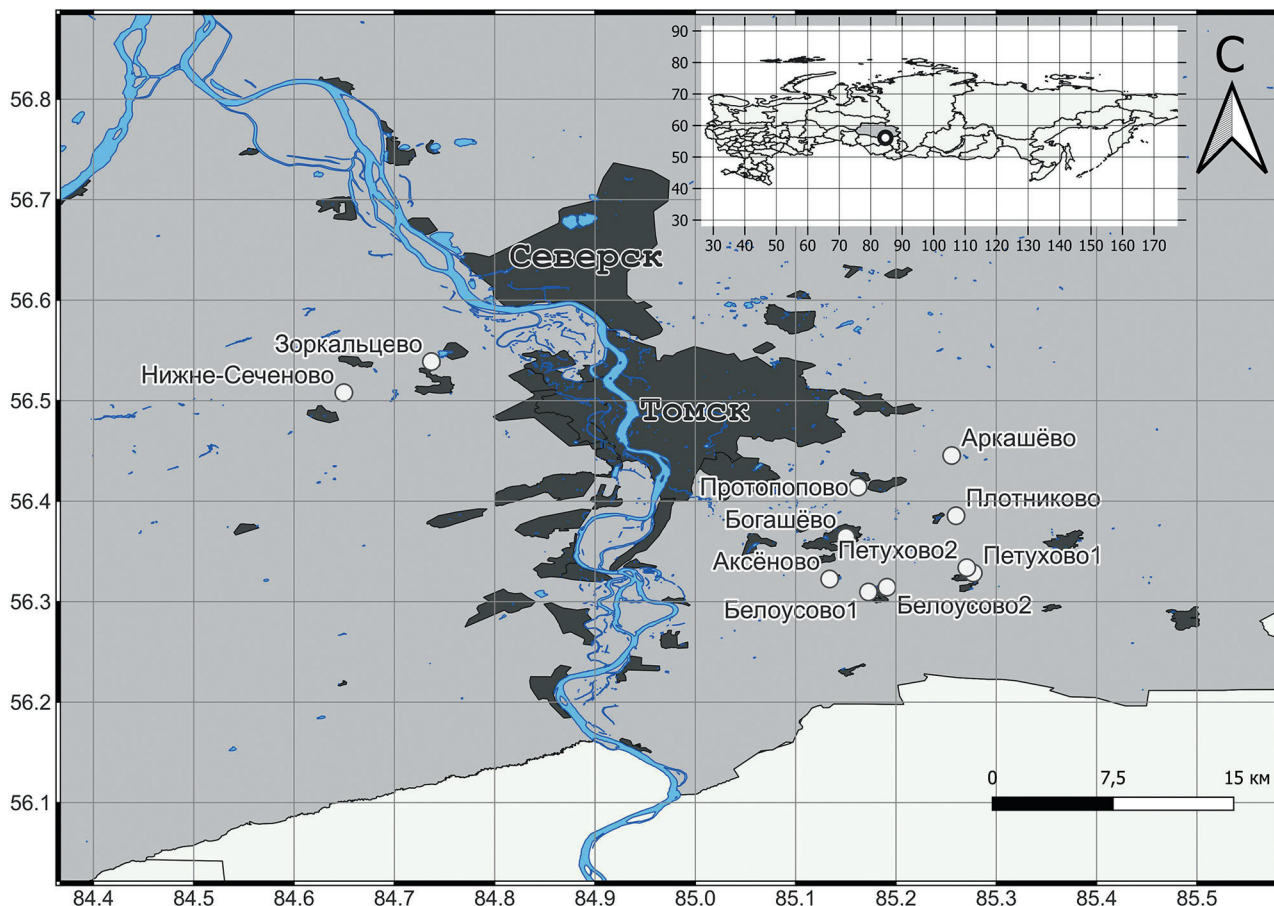 90
80
70
60
50
40
30
30 40 50 60 70 80 90 100 110 120 130 140 150 160 170
С
56.8
56.7
56.6
56.5
56.4
56.3
56.2
56.1
Северск
Зоркальцево
Нижне-Сеченово
Томск
Аркашёво
Протопопово
Плотниково
Богашёво
Петухово2
Петухово1
Аксёново
Белоусово1
Белоусово2
0 7,5 15 км
84.4 84.5 84.6 84.7 84.8 84.9 85.0 85.1 85.2 85.3 85.4 85.5